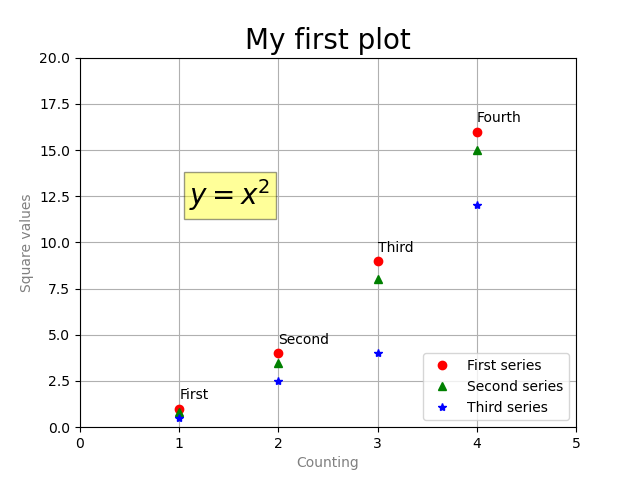 My first plot
20.0
17.5
15.0
12.5
10.0
7.5
5.0
2.5
0.0
Square values
Fourth
y = x²
Third
Second
First
First series
Second series
Third series
0 1 2 3 4 5
Counting